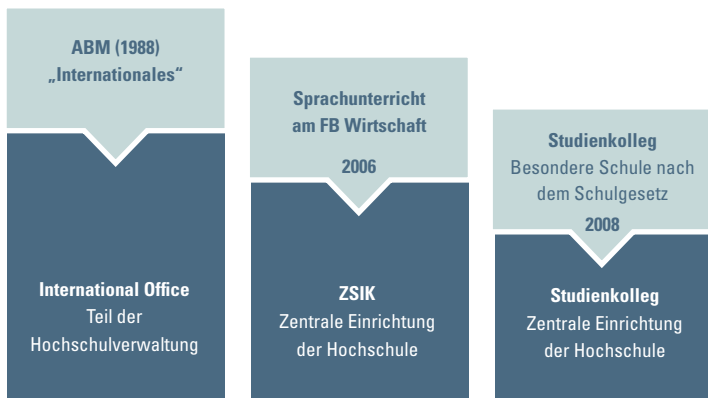 ABM (1988)
„Internationales“
International Office
Teil der
Hochschulverwaltung
Sprachunterricht
am FB Wirtschaft
2006
ZSIK
Zentrale Einrichtung
der Hochschule
Studienkolleg
Besondere Schule nach
dem Schulgesetz
2008
Studienkolleg
Zentrale Einrichtung
der Hochschule